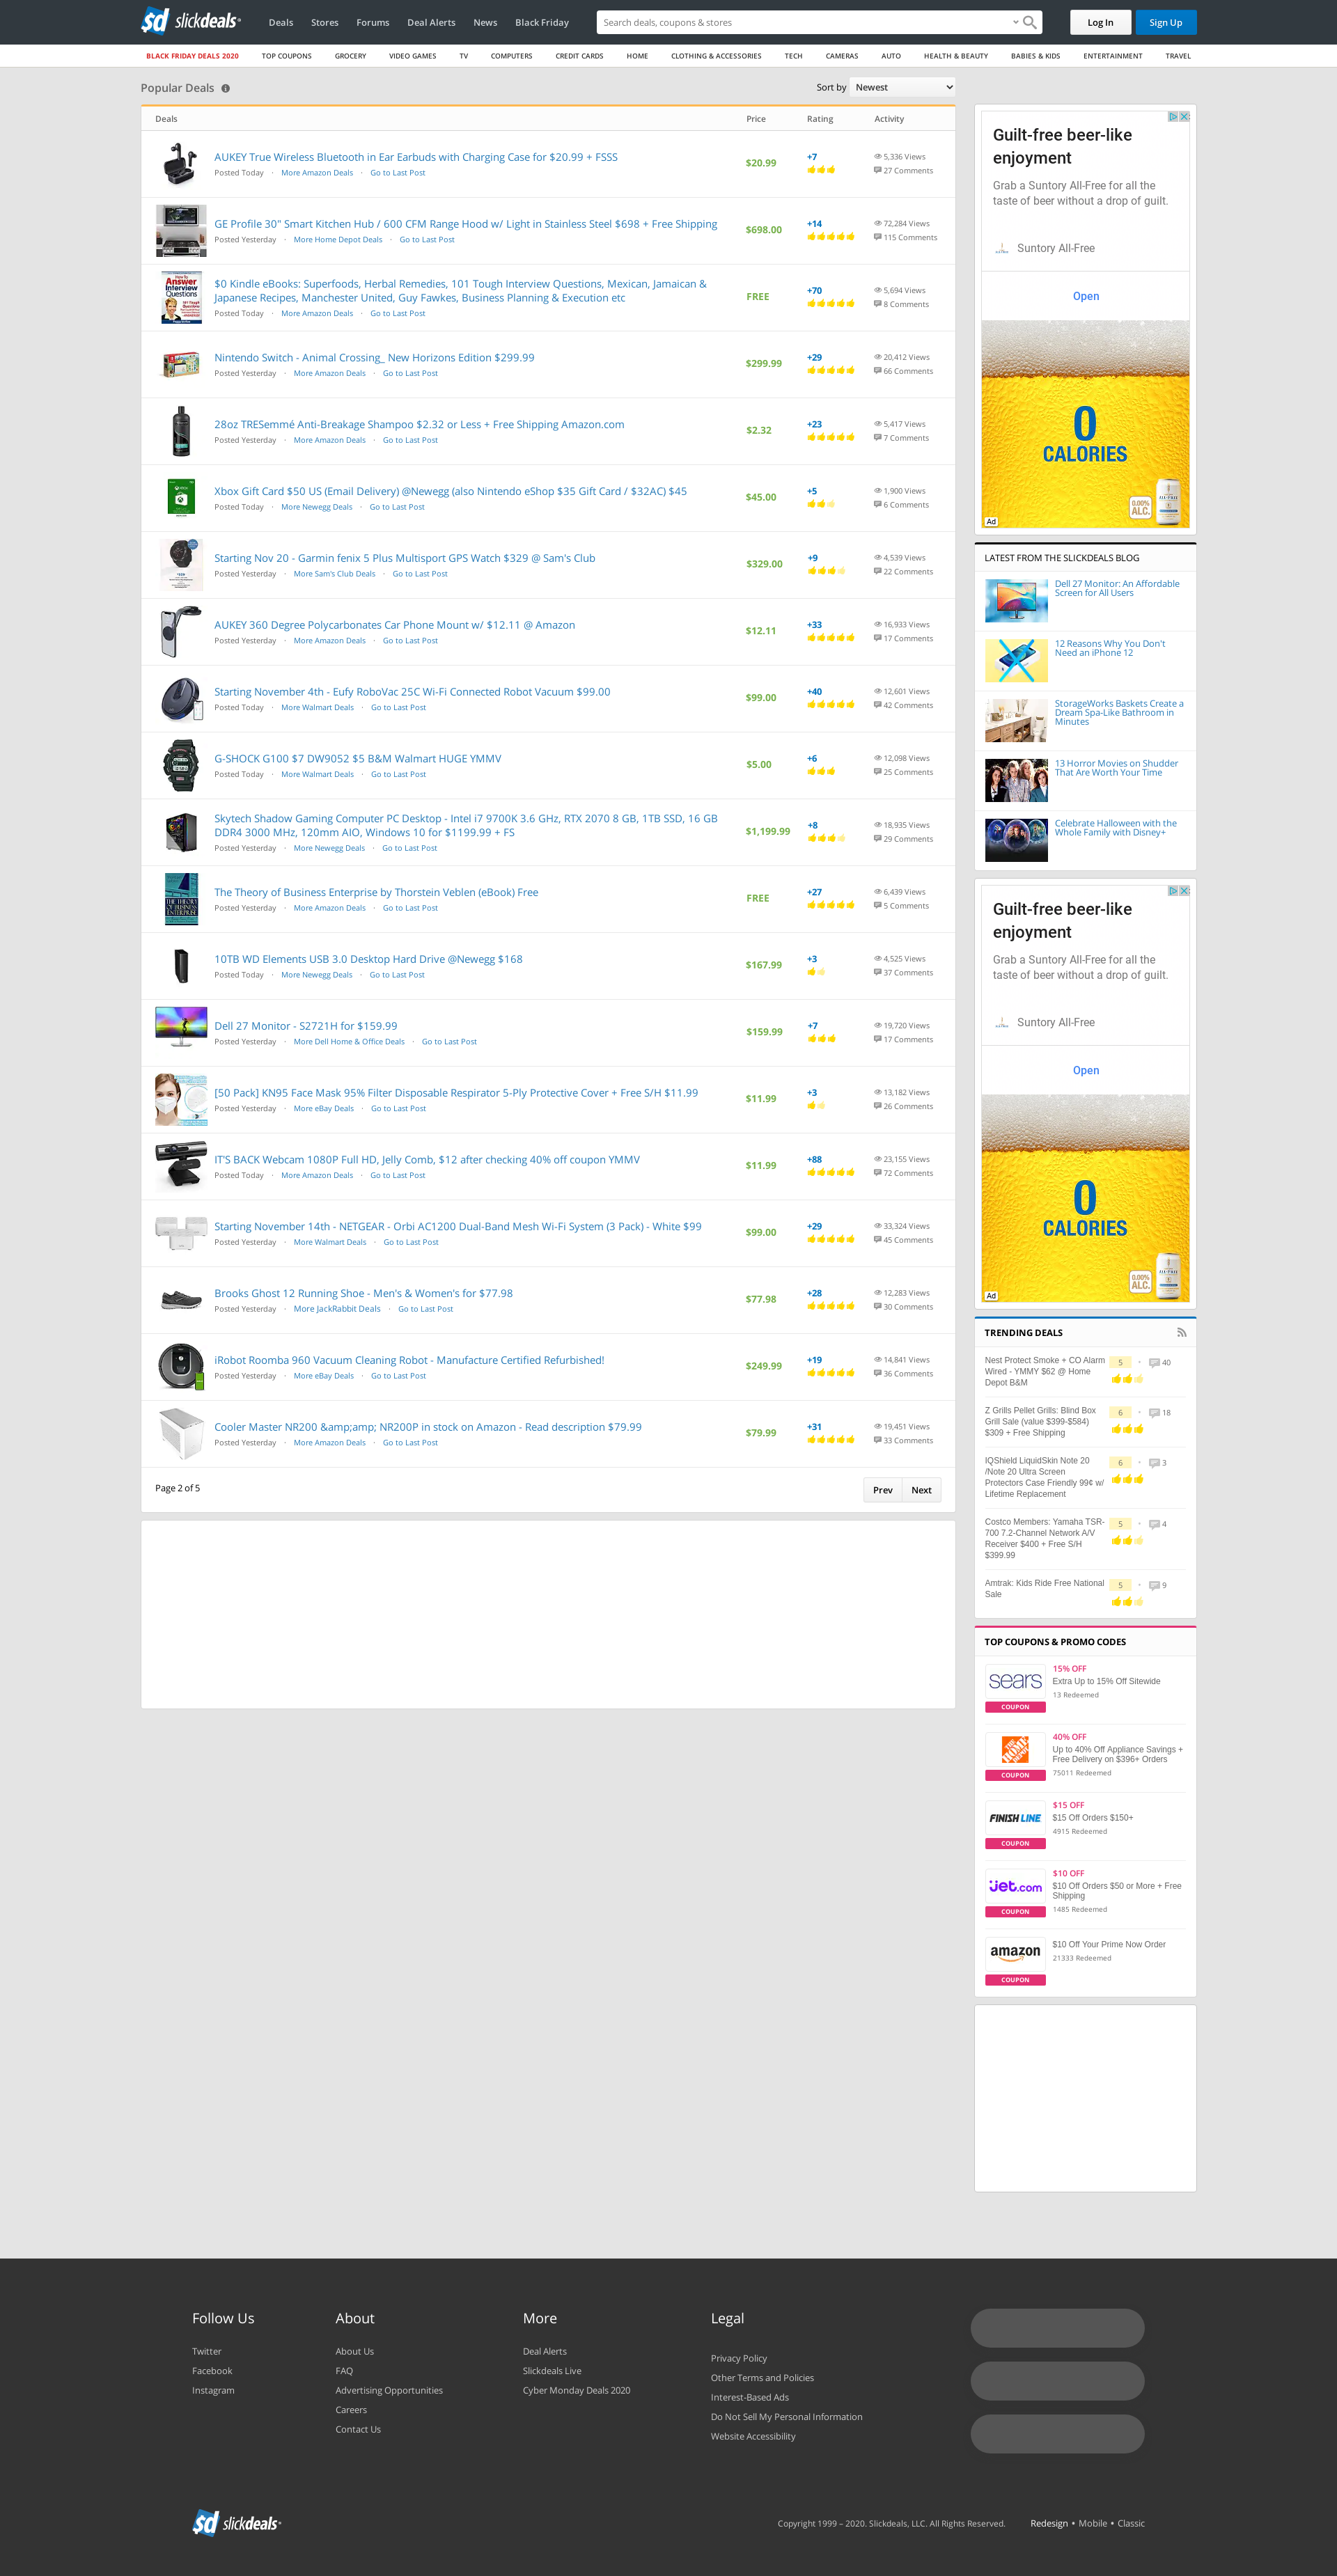 slickdeals
Deals
Stores
Forums
Deal Alerts
News
Black Friday
Search deals, coupons & stores
Log In
Sign Up
BLACK FRIDAY DEALS 2020
TOP COUPONS
GROCERY
VIDEO GAMES
TV
COMPUTERS
CREDIT CARDS
HOME
CLOTHING & ACCESSORIES
TECH
CAMERAS
AUTO
HEALTH & BEAUTY
BABIES & KIDS
ENTERTAINMENT
TRAVEL
Popular Deals
Sort by Newest
Deals Price Rating Activity
AUKEY True Wireless Bluetooth in Ear Earbuds with Charging Case for $20.99 + FSSS
Posted Today · More Amazon Deals · Go to Last Post
$20.99
+7
5,336 Views
27 Comments
GE Profile 30" Smart Kitchen Hub / 600 CFM Range Hood w/ Light in Stainless Steel $698 + Free Shipping
Posted Yesterday · More Home Depot Deals · Go to Last Post
$698.00
+14
72,284 Views
115 Comments
$0 Kindle eBooks: Superfoods, Herbal Remedies, 101 Tough Interview Questions, Mexican, Jamaican &
Japanese Recipes, Manchester United, Guy Fawkes, Business Planning & Execution etc
Posted Today · More Amazon Deals · Go to Last Post
FREE
+70
5,694 Views
8 Comments
Nintendo Switch - Animal Crossing_ New Horizons Edition $299.99
Posted Yesterday · More Amazon Deals · Go to Last Post
$299.99
+29
20,412 Views
66 Comments
28oz TRESemmé Anti-Breakage Shampoo $2.32 or Less + Free Shipping Amazon.com
Posted Yesterday · More Amazon Deals · Go to Last Post
$2.32
+23
5,417 Views
7 Comments
Xbox Gift Card $50 US (Email Delivery) @Newegg (also Nintendo eShop $35 Gift Card / $32AC) $45
Posted Today · More Newegg Deals · Go to Last Post
$45.00
+5
1,900 Views
6 Comments
Starting Nov 20 - Garmin fenix 5 Plus Multisport GPS Watch $329 @ Sam's Club
Posted Yesterday · More Sam's Club Deals · Go to Last Post
$329.00
+9
4,539 Views
22 Comments
AUKEY 360 Degree Polycarbonates Car Phone Mount w/ $12.11 @ Amazon
Posted Yesterday · More Amazon Deals · Go to Last Post
$12.11
+33
16,933 Views
17 Comments
Starting November 4th - Eufy RoboVac 25C Wi-Fi Connected Robot Vacuum $99.00
Posted Today · More Walmart Deals · Go to Last Post
$99.00
+40
12,601 Views
42 Comments
G-SHOCK G100 $7 DW9052 $5 B&M Walmart HUGE YMMV
Posted Today · More Walmart Deals · Go to Last Post
$5.00
+6
12,098 Views
25 Comments
Skytech Shadow Gaming Computer PC Desktop - Intel i7 9700K 3.6 GHz, RTX 2070 8 GB, 1TB SSD, 16 GB
DDR4 3000 MHz, 120mm AIO, Windows 10 for $1199.99 + FS
Posted Yesterday · More Newegg Deals · Go to Last Post
$1,199.99
+8
18,935 Views
29 Comments
The Theory of Business Enterprise by Thorstein Veblen (eBook) Free
Posted Yesterday · More Amazon Deals · Go to Last Post
FREE
+27
6,439 Views
5 Comments
10TB WD Elements USB 3.0 Desktop Hard Drive @Newegg $168
Posted Today · More Newegg Deals · Go to Last Post
$167.99
+3
4,525 Views
37 Comments
Dell 27 Monitor - S2721H for $159.99
Posted Yesterday · More Dell Home & Office Deals · Go to Last Post
$159.99
+7
19,720 Views
17 Comments
[50 Pack] KN95 Face Mask 95% Filter Disposable Respirator 5-Ply Protective Cover + Free S/H $11.99
Posted Yesterday · More eBay Deals · Go to Last Post
$11.99
+3
13,182 Views
26 Comments
IT'S BACK Webcam 1080P Full HD, Jelly Comb, $12 after checking 40% off coupon YMMV
Posted Today · More Amazon Deals · Go to Last Post
$11.99
+88
23,155 Views
72 Comments
Starting November 14th - NETGEAR - Orbi AC1200 Dual-Band Mesh Wi-Fi System (3 Pack) - White $99
Posted Yesterday · More Walmart Deals · Go to Last Post
$99.00
+29
33,324 Views
45 Comments
Brooks Ghost 12 Running Shoe - Men's & Women's for $77.98
Posted Yesterday · More JackRabbit Deals · Go to Last Post
$77.98
+28
12,283 Views
30 Comments
iRobot Roomba 960 Vacuum Cleaning Robot - Manufacture Certified Refurbished!
Posted Yesterday · More eBay Deals · Go to Last Post
$249.99
+19
14,841 Views
36 Comments
Cooler Master NR200 &amp;amp; NR200P in stock on Amazon - Read description $79.99
Posted Yesterday · More Amazon Deals · Go to Last Post
$79.99
+31
19,451 Views
33 Comments
Page 2 of 5
Prev
Next
Guilt-free beer-like
enjoyment
Grab a Suntory All-Free for all the
taste of beer without a drop of guilt.
Suntory All-Free
Open
0
CALORIES
0.00%
ALC.
Ad
LATEST FROM THE SLICKDEALS BLOG
Dell 27 Monitor: An Affordable
Screen for All Users
12 Reasons Why You Don't
Need an iPhone 12
StorageWorks Baskets Create a
Dream Spa-Like Bathroom in
Minutes
13 Horror Movies on Shudder
That Are Worth Your Time
Celebrate Halloween with the
Whole Family with Disney+
Guilt-free beer-like
enjoyment
Grab a Suntory All-Free for all the
taste of beer without a drop of guilt.
Suntory All-Free
Open
0
CALORIES
0.00%
ALC.
Ad
TRENDING DEALS
Nest Protect Smoke + CO Alarm
Wired - YMMY $62 @ Home
Depot B&M
5 • 40
Z Grills Pellet Grills: Blind Box
Grill Sale (value $399-$584)
$309 + Free Shipping
6 • 18
IQShield LiquidSkin Note 20
/Note 20 Ultra Screen
Protectors Case Friendly 99¢ w/
Lifetime Replacement
6 • 3
Costco Members: Yamaha TSR-
700 7.2-Channel Network A/V
Receiver $400 + Free S/H
$399.99
5 • 4
Amtrak: Kids Ride Free National
Sale
5 • 9
TOP COUPONS & PROMO CODES
sears
COUPON
15% OFF
Extra Up to 15% Off Sitewide
13 Redeemed
THE HOME DEPOT
COUPON
40% OFF
Up to 40% Off Appliance Savings +
Free Delivery on $396+ Orders
75011 Redeemed
FINISH LINE
COUPON
$15 OFF
$15 Off Orders $150+
4915 Redeemed
jet.com
COUPON
$10 OFF
$10 Off Orders $50 or More + Free
Shipping
1485 Redeemed
amazon
COUPON
$10 Off Your Prime Now Order
21333 Redeemed
Follow Us
Twitter
Facebook
Instagram
About
About Us
FAQ
Advertising Opportunities
Careers
Contact Us
More
Deal Alerts
Slickdeals Live
Cyber Monday Deals 2020
Legal
Privacy Policy
Other Terms and Policies
Interest-Based Ads
Do Not Sell My Personal Information
Website Accessibility
slickdeals
Copyright 1999 – 2020. Slickdeals, LLC. All Rights Reserved.
Redesign • Mobile • Classic